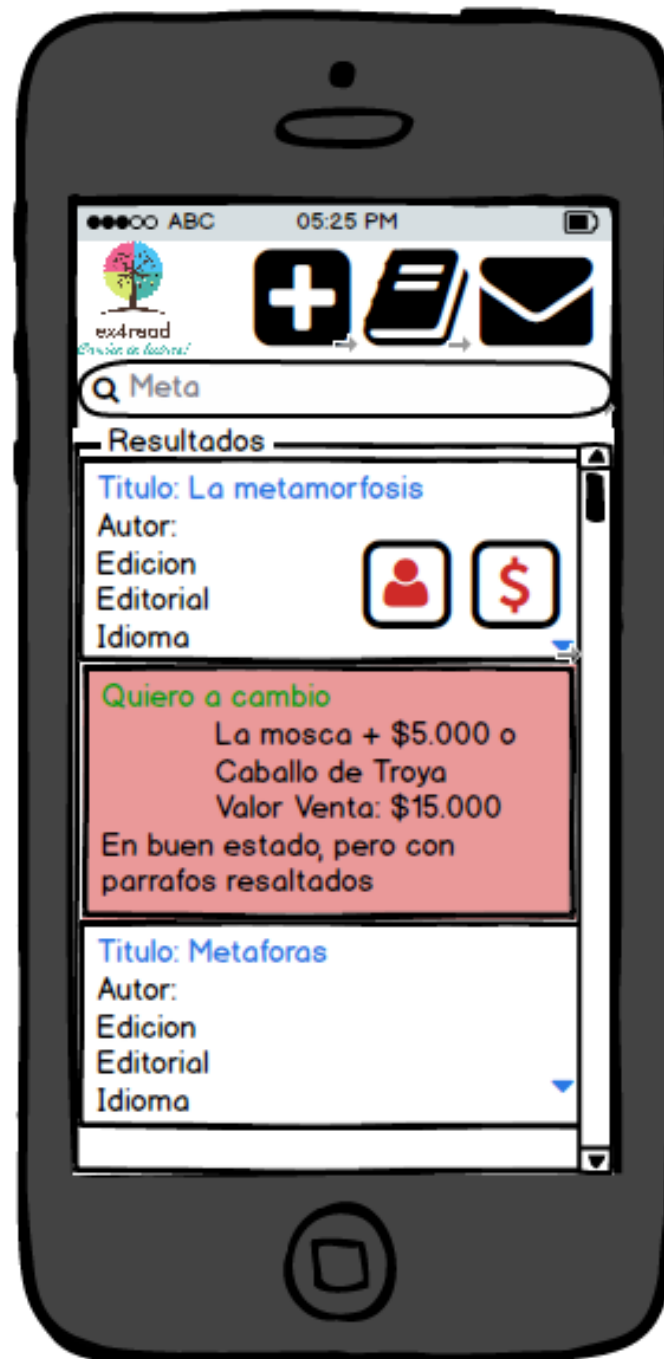 ABC 05:25 PM
ex4read
Meta
Resultados
Titulo: La metamorfosis
Autor:
Edicion
Editorial
Idioma
$
Quiero a cambio
La mosca + $5.000 o
Caballo de Troya
Valor Venta: $15.000
En buen estado, pero con
parrafos resaltados
Titulo: Metaforas
Autor:
Edicion
Editorial
Idioma